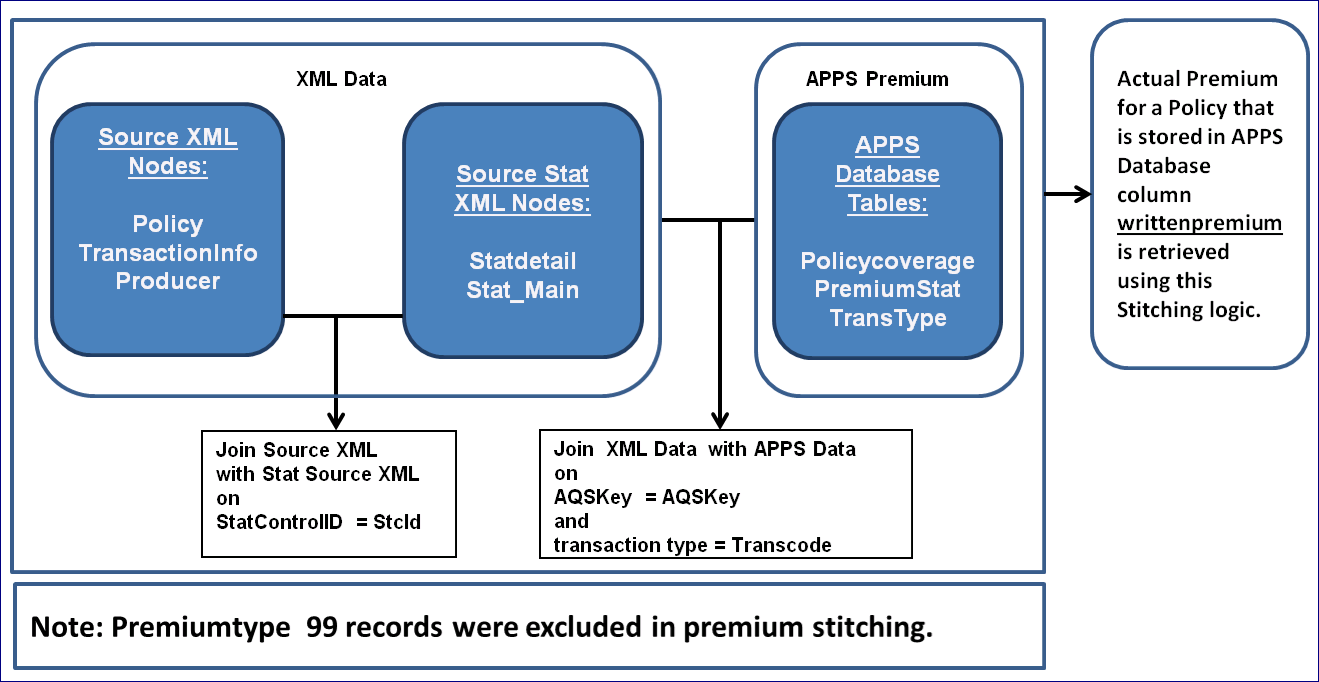 XML Data
Source XML
Nodes:
Policy
TransactionInfo
Producer
Source Stat
XML Nodes:
Statdetail
Stat_Main
APPS Premium
APPS
Database
Tables:
Policycoverage
PremiumStat
TransType
Actual Premium
for a Policy that
is stored in APPS
Database
column
writtenpremium
is retrieved
using this
Stitching logic.
Join Source XML
with Stat Source XML
on
StatControlID = StcId
Join XML Data with APPS Data
on
AQSKey = AQSKey
and
transaction type = Transcode
Note: Premiumtype 99 records were excluded in premium stitching.